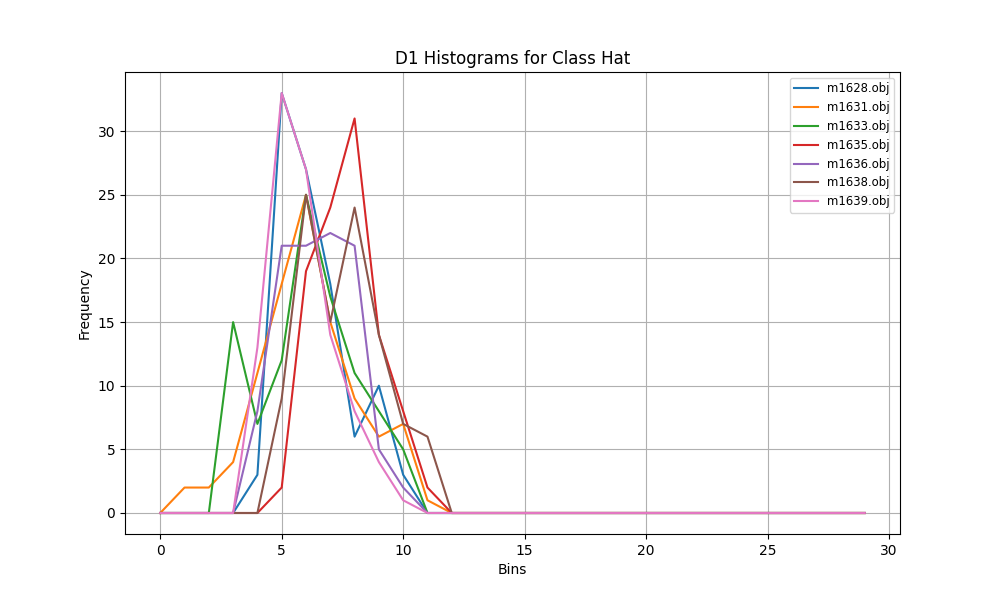 D1 Histograms for Class Hat
m1628.obj
m1631.obj
m1633.obj
m1635.obj
m1636.obj
m1638.obj
m1639.obj
Frequency
30
25
20
15
10
5
0
0 5 10 15 20 25 30
Bins